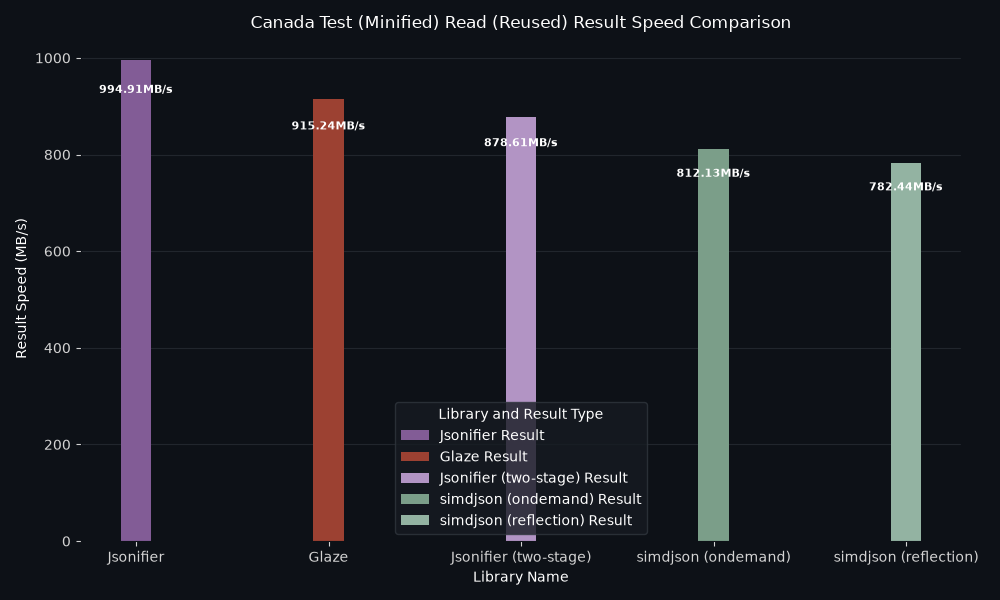 Canada Test (Minified) Read (Reused) Result Speed Comparison
Result Speed (MB/s)
1000
800
600
400
200
0
994.91MB/s
915.24MB/s
878.61MB/s
812.13MB/s
782.44MB/s
Library and Result Type
Jsonifier Result
Glaze Result
Jsonifier (two-stage) Result
simdjson (ondemand) Result
simdjson (reflection) Result
Jsonifier
Glaze
Jsonifier (two-stage)
simdjson (ondemand)
simdjson (reflection)
Library Name